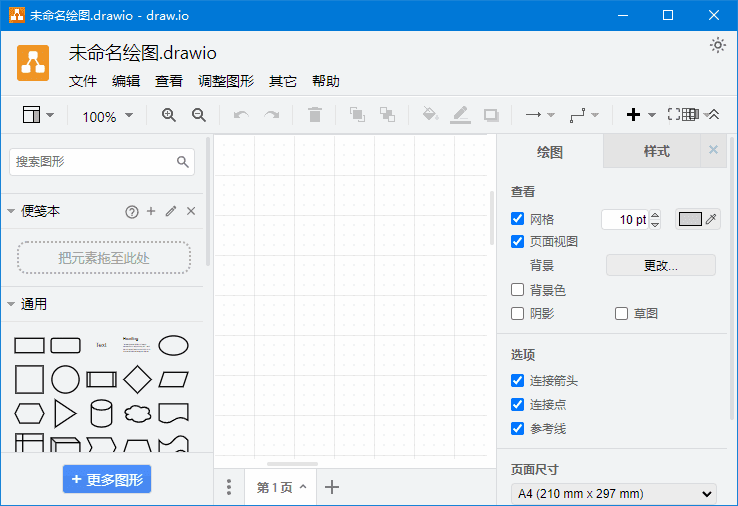 未命名绘图.drawio - draw.io
未命名绘图.drawio
文件 编辑 查看 调整图形 其它 帮助
100%
搜索图形
便笺本
把元素拖至此处
通用
Text
Heading
+ 更多图形
第 1 页
绘图 样式
查看
网格 10 pt
页面视图
背景 更改...
背景色
阴影 草图
选项
连接箭头
连接点
参考线
页面尺寸
A4 (210 mm x 297 mm)